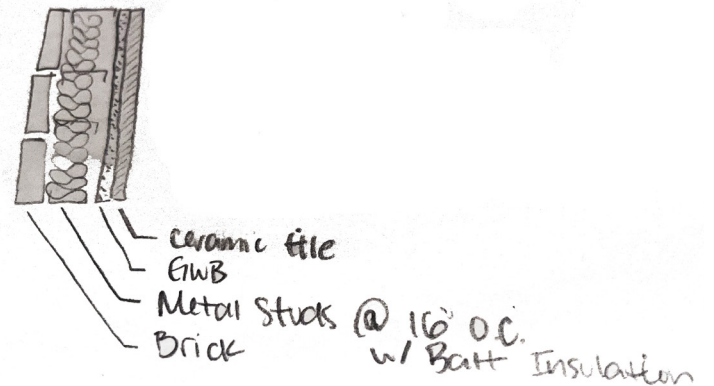 ceramic tile
GWB
Metal Studs @ 16" O.C.
w/ Batt Insulation
Brick